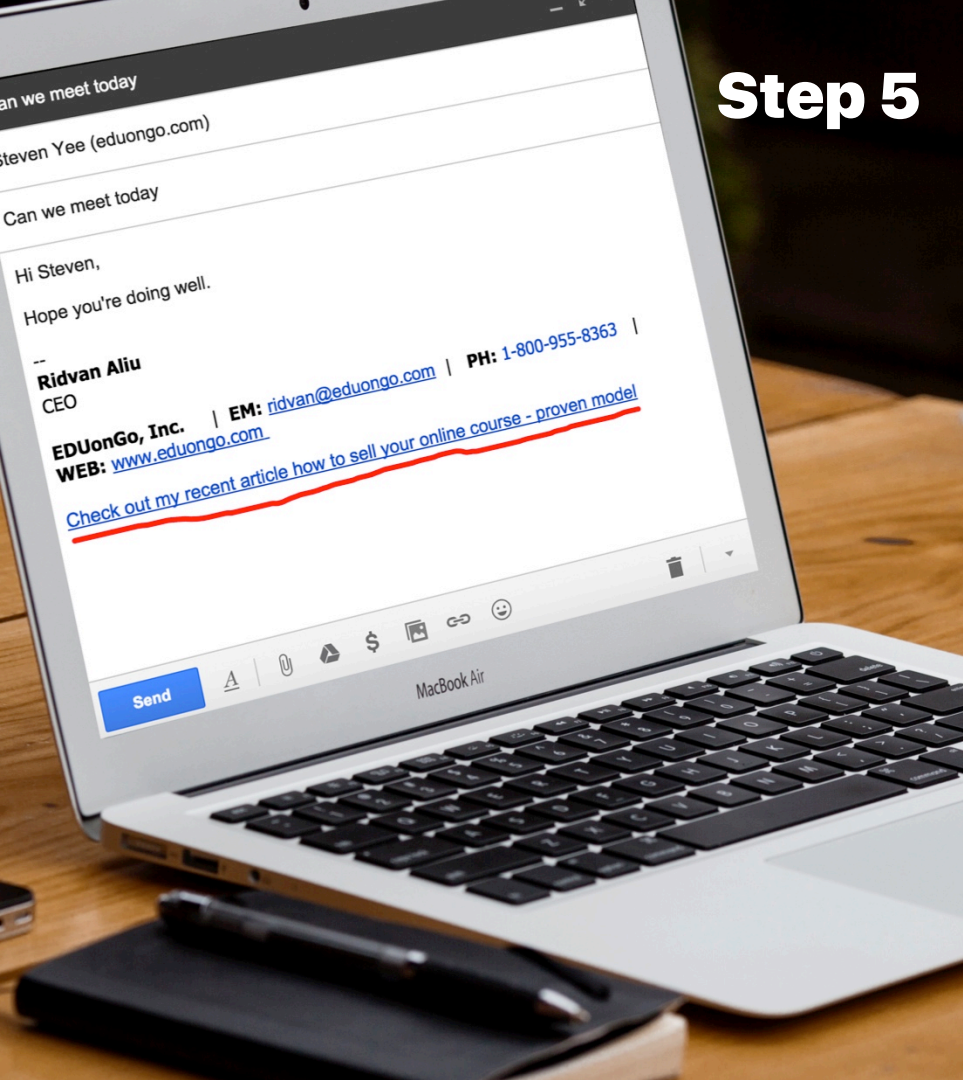 Step 5
an we meet today
Steven Yee (eduongo.com)
Can we meet today
Hi Steven,
Hope you're doing well.
--
Ridvan Aliu
CEO
EDUonGo, Inc. | EM: ridvan@eduongo.com | PH: 1-800-955-8363 |
WEB: www.eduongo.com
Check out my recent article how to sell your online course - proven model
Send
MacBook Air
delete
command